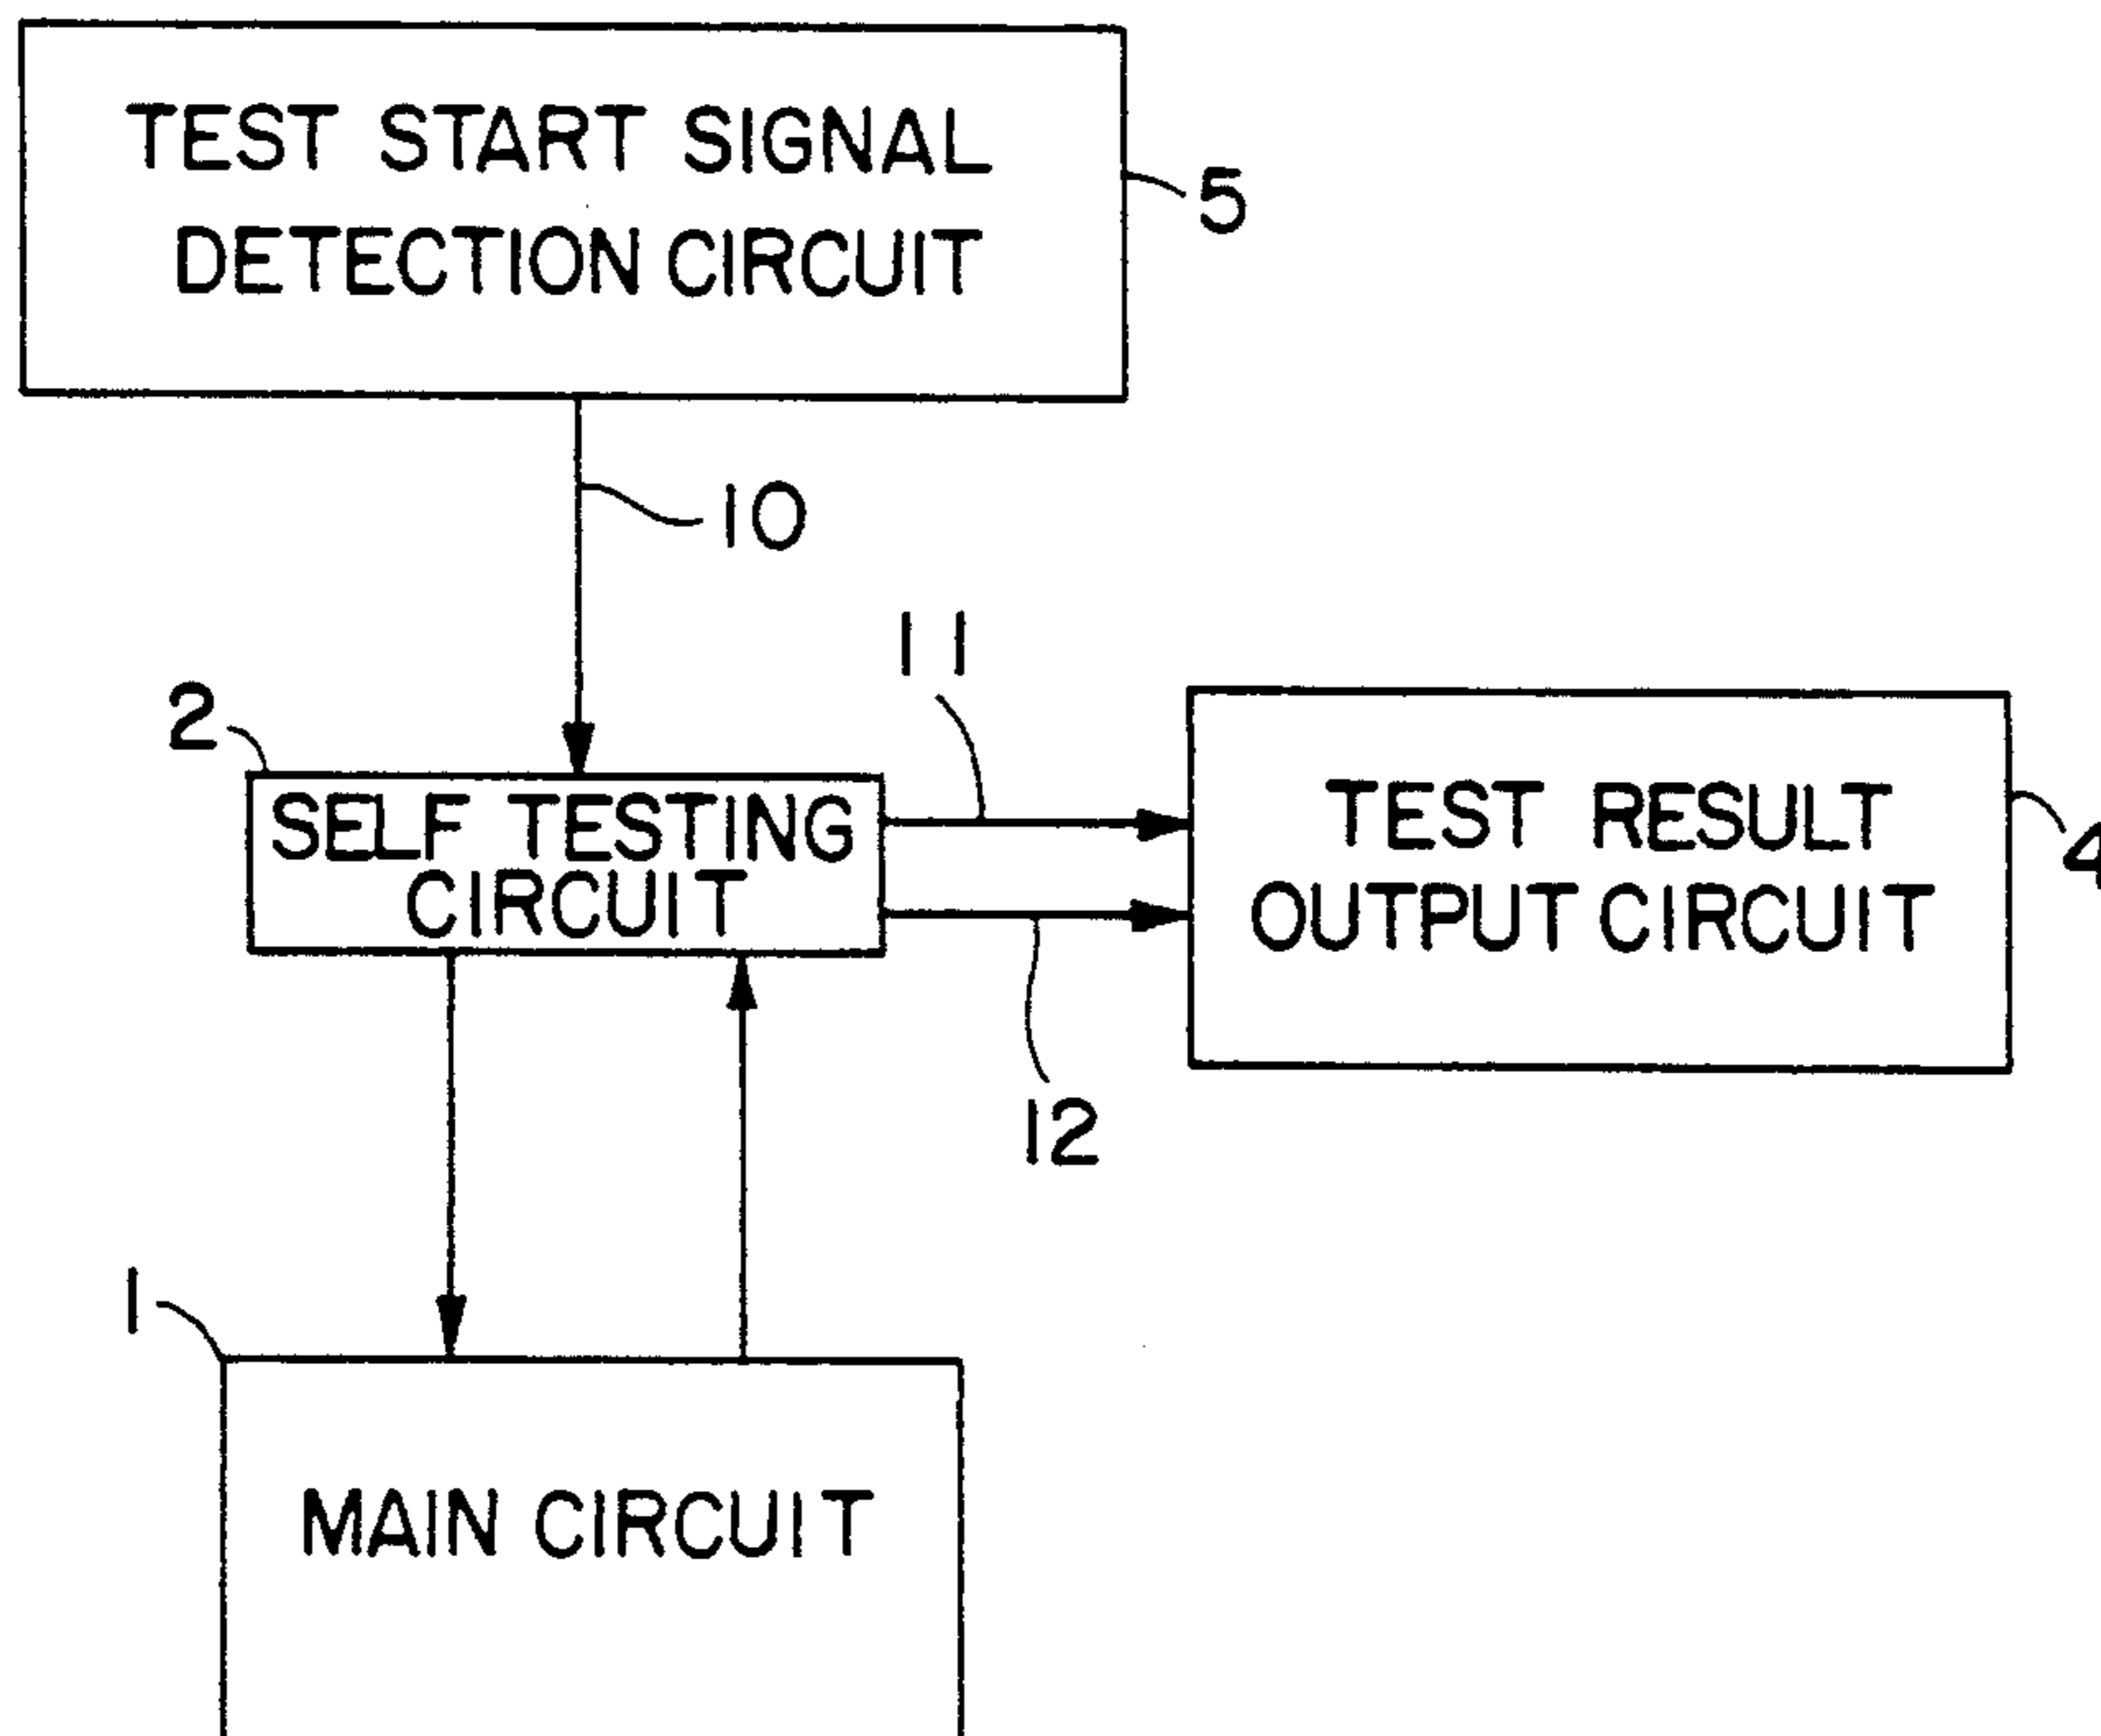 TEST START SIGNAL
DETECTION CIRCUIT
5
10
11
2
SELF TESTING
CIRCUIT
TEST RESULT
OUTPUT CIRCUIT
4
12
1
MAIN CIRCUIT